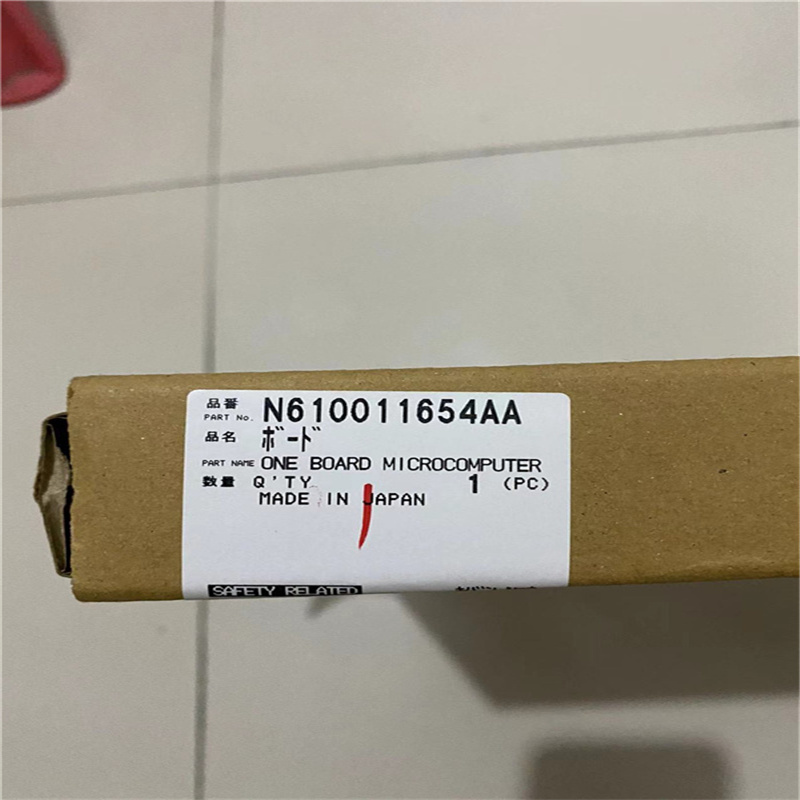 品番
PART No. N610011654AA
品名 ボード
PART NAME ONE BOARD MICROCOMPUTER
数量 Q'TY 1 (PC)
MADE IN JAPAN
SAFETY RELATED